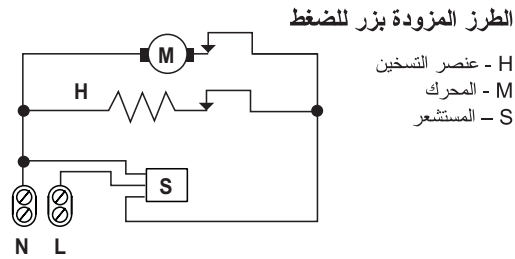 الطرز المزودة بزر للضغط
H - عنصر التسخين
M - المحرك
S – المستشعر
M
H
S
N L